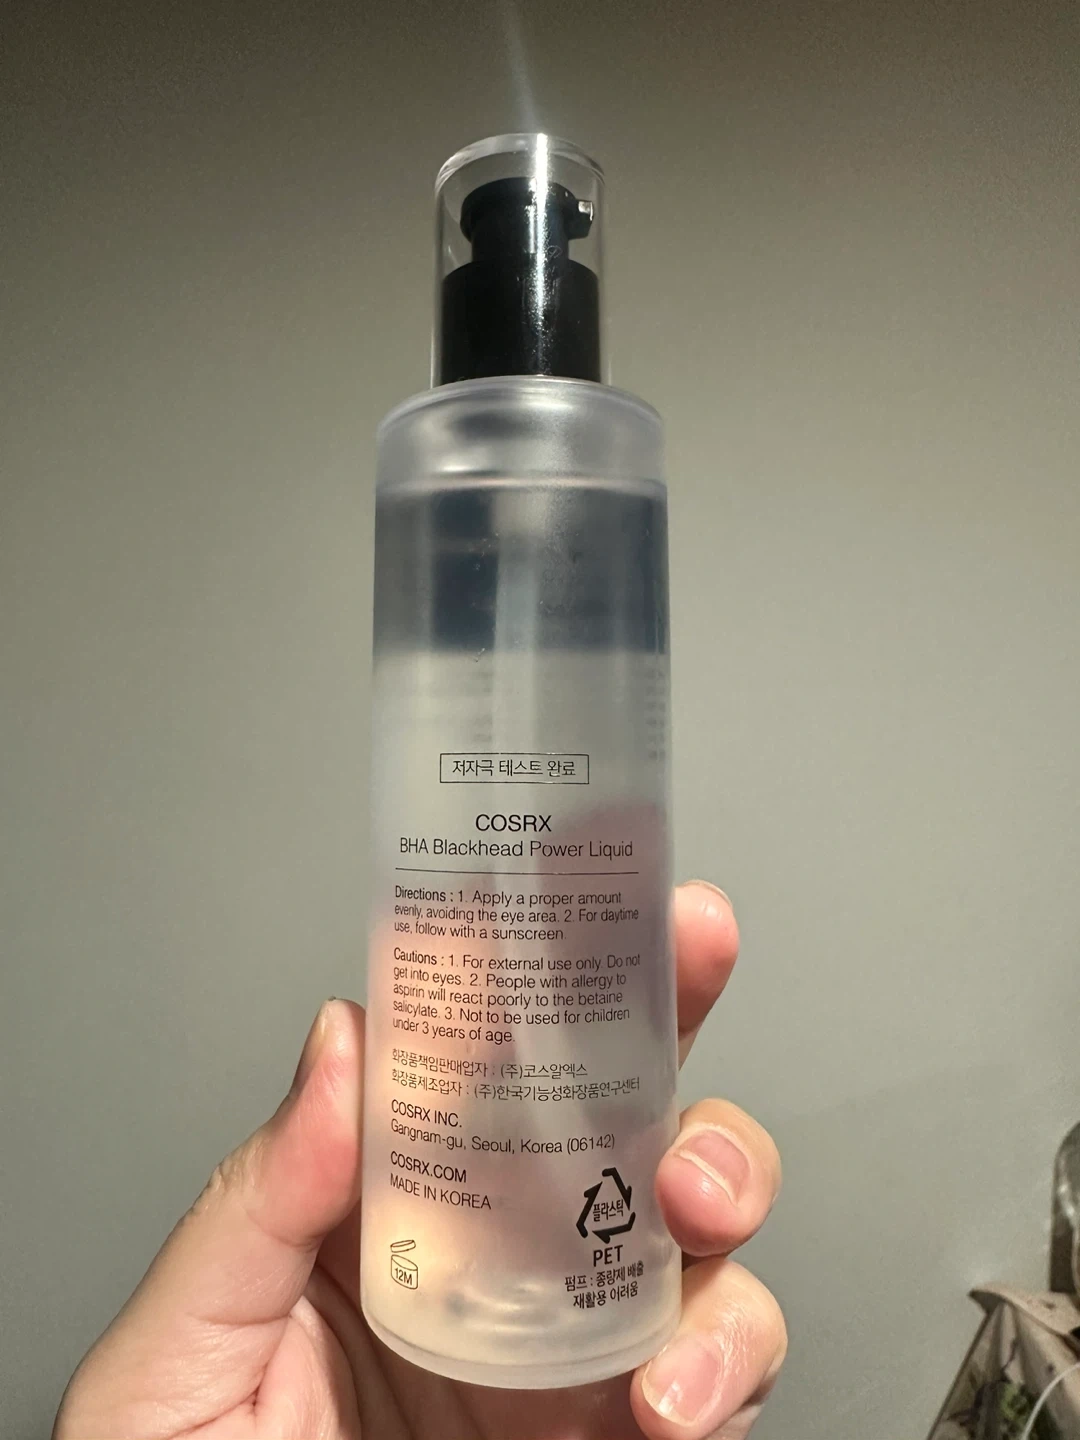 저자극 테스트 완료
COSRX
BHA Blackhead Power Liquid
Directions : 1. Apply a proper amount
evenly, avoiding the eye area. 2. For daytime
use, follow with a sunscreen.
Cautions : 1. For external use only. Do not
get into eyes. 2. People with allergy to
aspirin will react poorly to the betaine
salicylate. 3. Not to be used for children
under 3 years of age.
화장품책임판매업자 : (주)코스알엑스
화장품제조업자 : (주)한국기능성화장품연구센터
COSRX INC.
Gangnam-gu, Seoul, Korea (06142)
COSRX.COM
MADE IN KOREA
플라스틱
PET
12M
펌프 : 종량제 배출
재활용 어려움